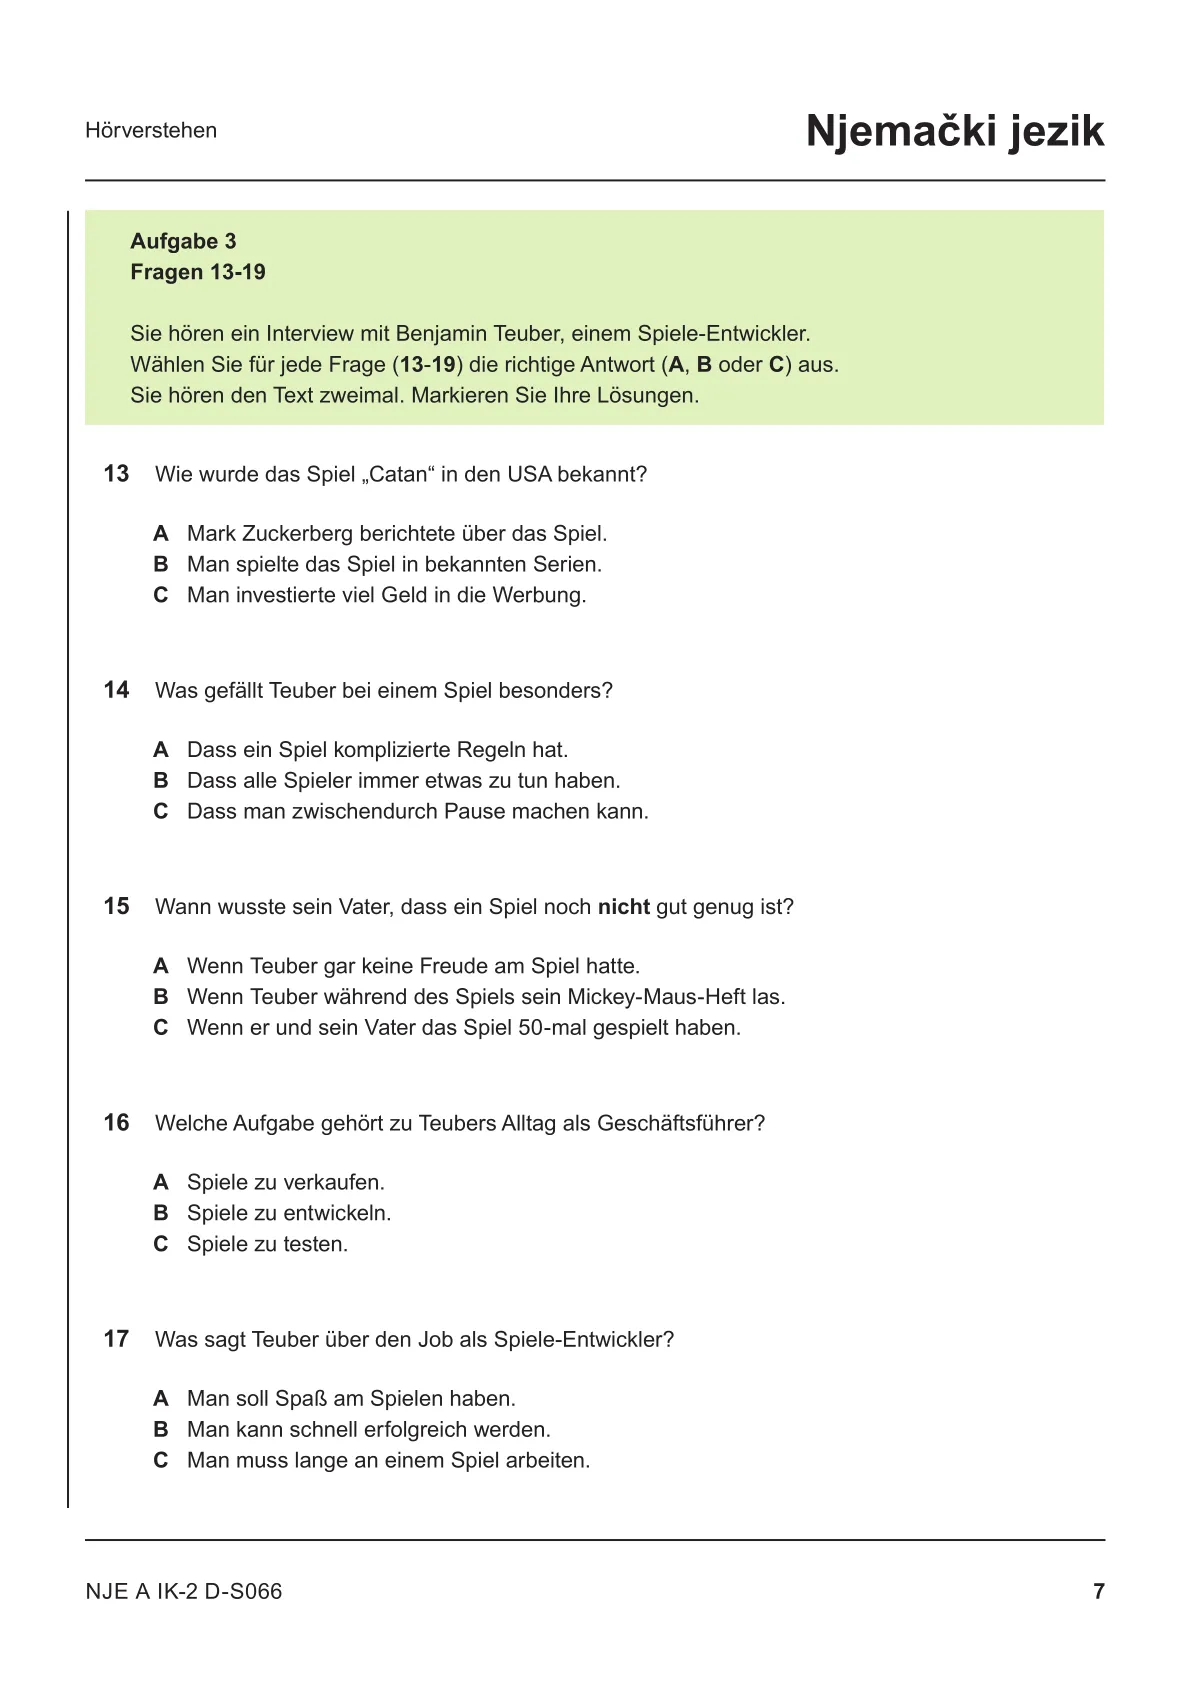 Hörverstehen
Njemački jezik
Aufgabe 3
Fragen 13-19
Sie hören ein Interview mit Benjamin Teuber, einem Spiele-Entwickler.
Wählen Sie für jede Frage (13-19) die richtige Antwort (A, B oder C) aus.
Sie hören den Text zweimal. Markieren Sie Ihre Lösungen.
13 Wie wurde das Spiel „Catan“ in den USA bekannt?
A Mark Zuckerberg berichtete über das Spiel.
B Man spielte das Spiel in bekannten Serien.
C Man investierte viel Geld in die Werbung.
14 Was gefällt Teuber bei einem Spiel besonders?
A Dass ein Spiel komplizierte Regeln hat.
B Dass alle Spieler immer etwas zu tun haben.
C Dass man zwischendurch Pause machen kann.
15 Wann wusste sein Vater, dass ein Spiel noch nicht gut genug ist?
A Wenn Teuber gar keine Freude am Spiel hatte.
B Wenn Teuber während des Spiels sein Mickey-Maus-Heft las.
C Wenn er und sein Vater das Spiel 50-mal gespielt haben.
16 Welche Aufgabe gehört zu Teubers Alltag als Geschäftsführer?
A Spiele zu verkaufen.
B Spiele zu entwickeln.
C Spiele zu testen.
17 Was sagt Teuber über den Job als Spiele-Entwickler?
A Man soll Spaß am Spielen haben.
B Man kann schnell erfolgreich werden.
C Man muss lange an einem Spiel arbeiten.
NJE A IK-2 D-S066
7